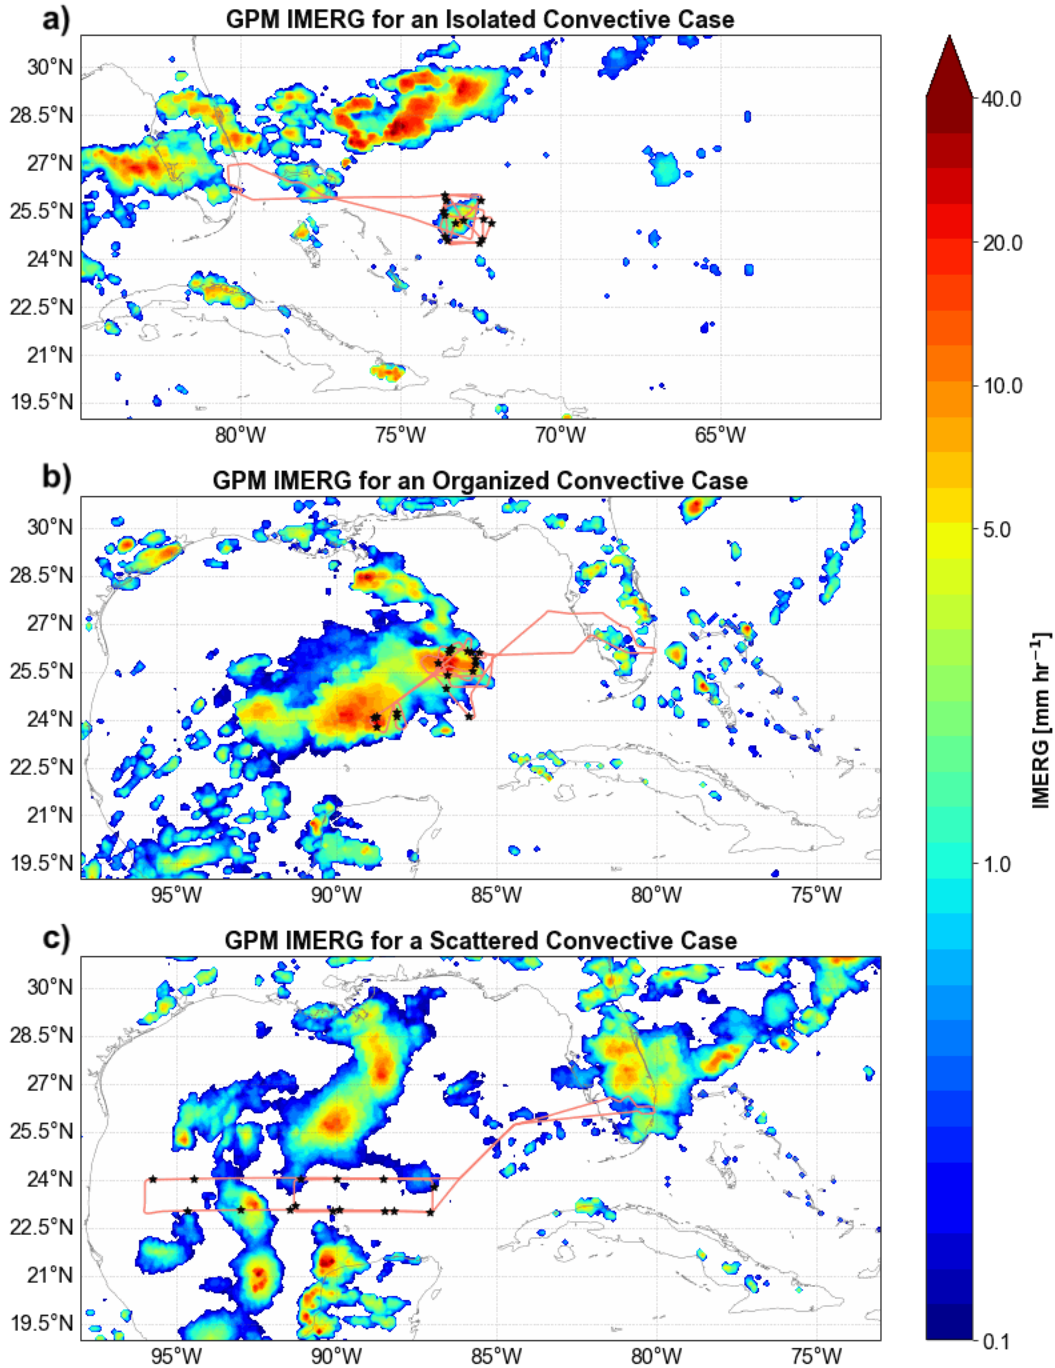 a)
GPM IMERG for an Isolated Convective Case
30°N
28.5°N
27°N
25.5°N
24°N
22.5°N
21°N
19.5°N
80°W 75°W 70°W 65°W
b)
GPM IMERG for an Organized Convective Case
30°N
28.5°N
27°N
25.5°N
24°N
22.5°N
21°N
19.5°N
95°W 90°W 85°W 80°W 75°W
c)
GPM IMERG for a Scattered Convective Case
30°N
28.5°N
27°N
25.5°N
24°N
22.5°N
21°N
19.5°N
95°W 90°W 85°W 80°W 75°W
40.0
20.0
10.0
5.0
1.0
0.1
IMERG [mm hr⁻¹]